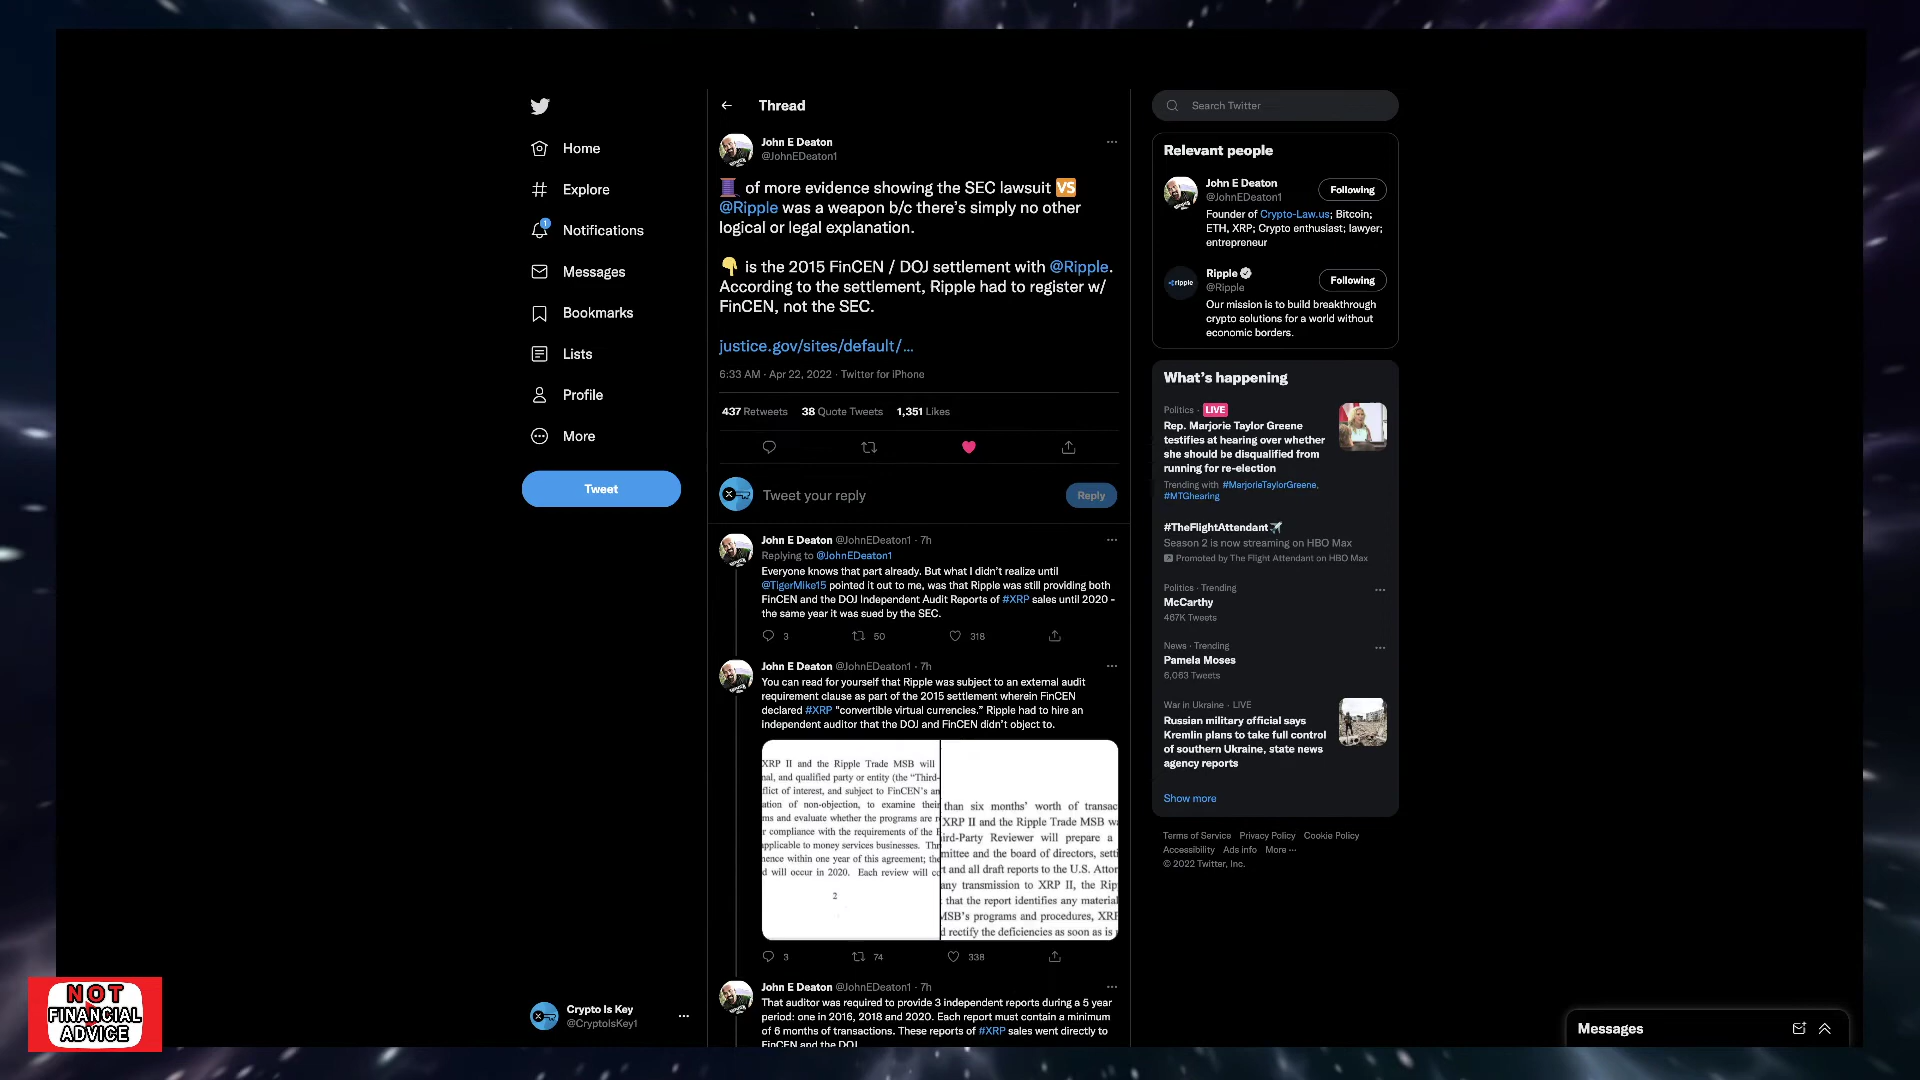 Home
Explore
1
Notifications
Messages
Bookmarks
Lists
Profile
More
Tweet
Crypto Is Key
@CryptoIsKey1
NOT
FINANCIAL
ADVICE
Thread
John E Deaton
@JohnEDeaton1
🧵 of more evidence showing the SEC lawsuit 🆚
@Ripple was a weapon b/c there's simply no other
logical or legal explanation.
👇 is the 2015 FinCEN / DOJ settlement with @Ripple.
According to the settlement, Ripple had to register w/
FinCEN, not the SEC.
justice.gov/sites/default/...
6:33 AM · Apr 22, 2022 · Twitter for iPhone
437 Retweets 38 Quote Tweets 1,351 Likes
Tweet your reply
Reply
John E Deaton @JohnEDeaton1 · 7h
Replying to @JohnEDeaton1
Everyone knows that part already. But what I didn't realize until
@TigerMike15 pointed it out to me, was that Ripple was still providing both
FinCEN and the DOJ Independent Audit Reports of #XRP sales until 2020 -
the same year it was sued by the SEC.
3 50 318
John E Deaton @JohnEDeaton1 · 7h
You can read for yourself that Ripple was subject to an external audit
requirement clause as part of the 2015 settlement wherein FinCEN
declared #XRP "convertible virtual currencies." Ripple had to hire an
independent auditor that the DOJ and FinCEN didn't object to.
XRP II and the Ripple Trade MSB will
nal, and qualified party or entity (the "Third-
flict of interest, and subject to FinCEN's an
ation of non-objection, to examine their
ms and evaluate whether the programs are r
r compliance with the requirements of the
applicable to money services businesses. Thr
nence within one year of this agreement; the
d will occur in 2020. Each review will co
2
than six months' worth of transac
XRP II and the Ripple Trade MSB wi
ird-Party Reviewer will prepare a
mittee and the board of directors, setti
t and all draft reports to the U.S. Attor
any transmission to XRP II, the Rip
that the report identifies any material
MSB's programs and procedures, XRP
d rectify the deficiencies as soon as is
3 74 338
John E Deaton @JohnEDeaton1 · 7h
That auditor was required to provide 3 independent reports during a 5 year
period: one in 2016, 2018 and 2020. Each report must contain a minimum
of 6 months of transactions. These reports of #XRP sales went directly to
FinCEN and the DOJ
Search Twitter
Relevant people
John E Deaton
@JohnEDeaton1
Following
Founder of Crypto-Law.us; Bitcoin;
ETH, XRP; Crypto enthusiast; lawyer;
entrepreneur
ripple
Ripple
@Ripple
Following
Our mission is to build breakthrough
crypto solutions for a world without
economic borders.
What's happening
Politics · LIVE
Rep. Marjorie Taylor Greene
testifies at hearing over whether
she should be disqualified from
running for re-election
Trending with #MarjorieTaylorGreene,
#MTGhearing
#TheFlightAttendant
Season 2 is now streaming on HBO Max
Promoted by The Flight Attendant on HBO Max
Politics · Trending
McCarthy
467K Tweets
News · Trending
Pamela Moses
6,063 Tweets
War in Ukraine · LIVE
Russian military official says
Kremlin plans to take full control
of southern Ukraine, state news
agency reports
Show more
Terms of Service Privacy Policy Cookie Policy
Accessibility Ads info More ···
© 2022 Twitter, Inc.
Messages